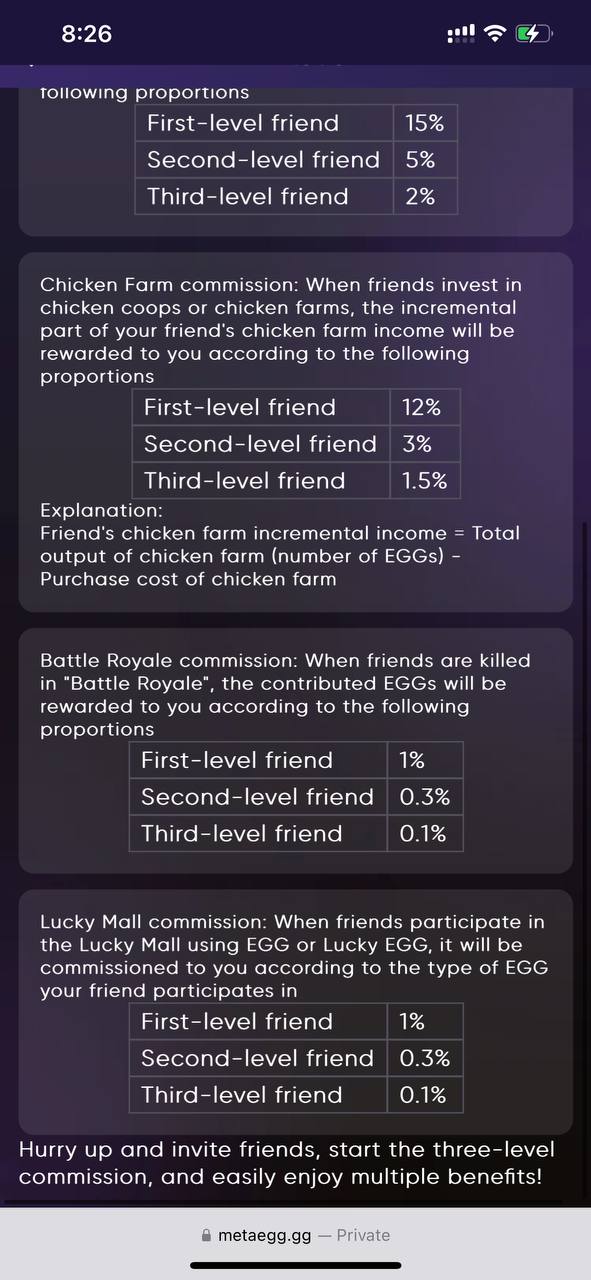 8:26
following proportions
First-level friend 15%
Second-level friend 5%
Third-level friend 2%
Chicken Farm commission: When friends invest in
chicken coops or chicken farms, the incremental
part of your friend's chicken farm income will be
rewarded to you according to the following
proportions
First-level friend 12%
Second-level friend 3%
Third-level friend 1.5%
Explanation:
Friend's chicken farm incremental income = Total
output of chicken farm (number of EGGs) -
Purchase cost of chicken farm
Battle Royale commission: When friends are killed
in "Battle Royale", the contributed EGGs will be
rewarded to you according to the following
proportions
First-level friend 1%
Second-level friend 0.3%
Third-level friend 0.1%
Lucky Mall commission: When friends participate in
the Lucky Mall using EGG or Lucky EGG, it will be
commissioned to you according to the type of EGG
your friend participates in
First-level friend 1%
Second-level friend 0.3%
Third-level friend 0.1%
Hurry up and invite friends, start the three-level
commission, and easily enjoy multiple benefits!
metaegg.gg — Private